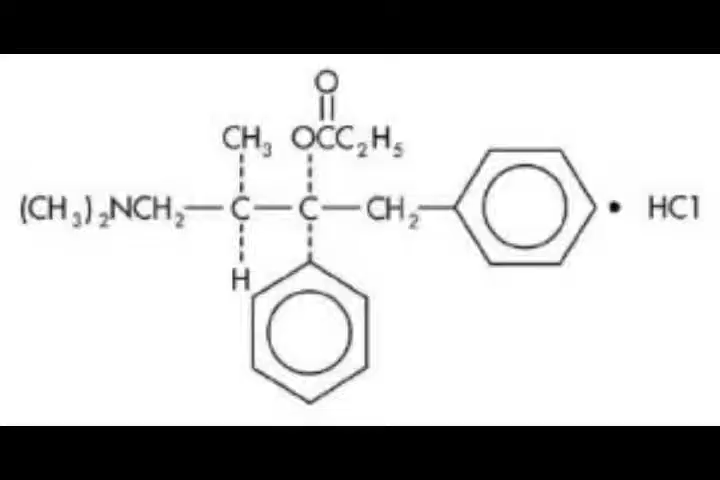 O
CH₃ OCC₂H₅
(CH₃)₂NCH₂—C—C—CH₂ • HCl
H